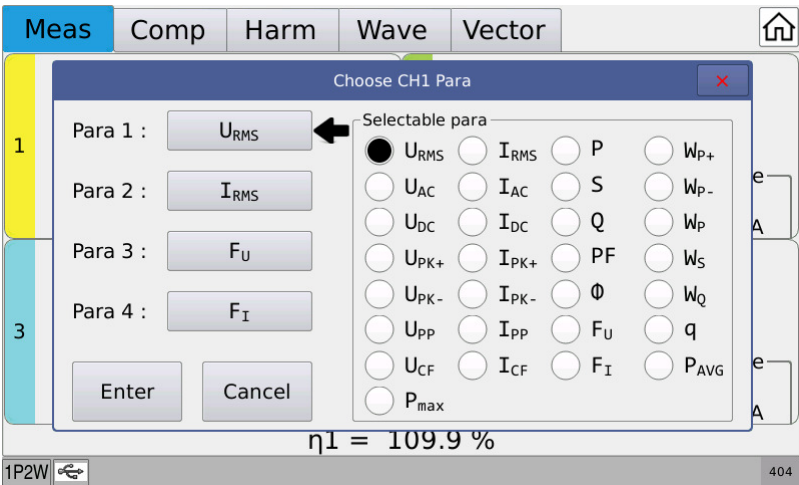 Meas Comp Harm Wave Vector
Choose CH1 Para ×
1
Para 1 : URMS
Para 2 : IRMS
Para 3 : FU
Para 4 : FI
Enter Cancel
Selectable para
URMS IRMS P WP+
UAC IAC S WP-
UDC IDC Q WP
UPK+ IPK+ PF WS
UPK- IPK- Φ WQ
UPP IPP FU q
UCF ICF FI PAVG
Pmax
e
A
3
e
A
η1 = 109.9 %
1P2W 404